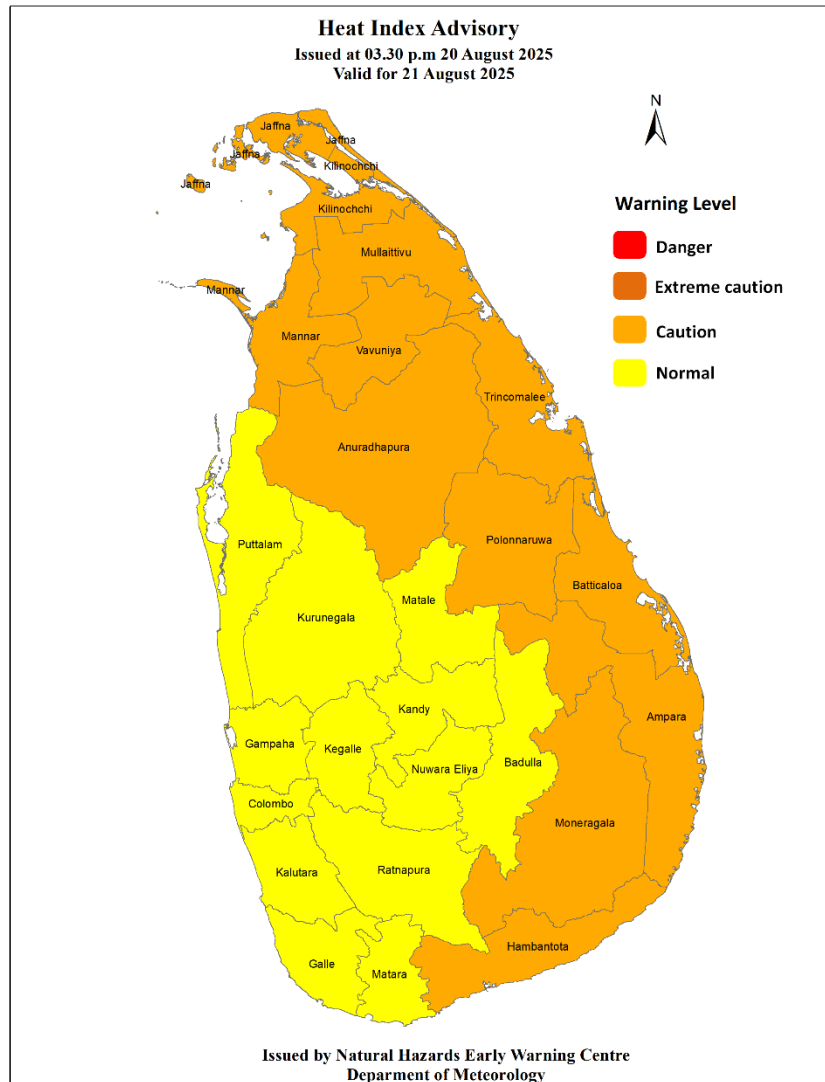 Heat Index Advisory
Issued at 03.30 p.m 20 August 2025
Valid for 21 August 2025
N
Jaffna
Jaffna
Jaffna
Kilinochchi
Jaffna
Kilinochchi
Warning Level
Danger
Extreme caution
Caution
Normal
Mullaittivu
Mannar
Mannar
Vavuniya
Trincomalee
Anuradhapura
Puttalam
Polonnaruwa
Batticaloa
Matale
Kurunegala
Kandy
Ampara
Gampaha
Kegalle
Nuwara Eliya
Badulla
Colombo
Moneragala
Kalutara
Ratnapura
Hambantota
Galle
Matara
Issued by Natural Hazards Early Warning Centre
Deparment of Meteorology